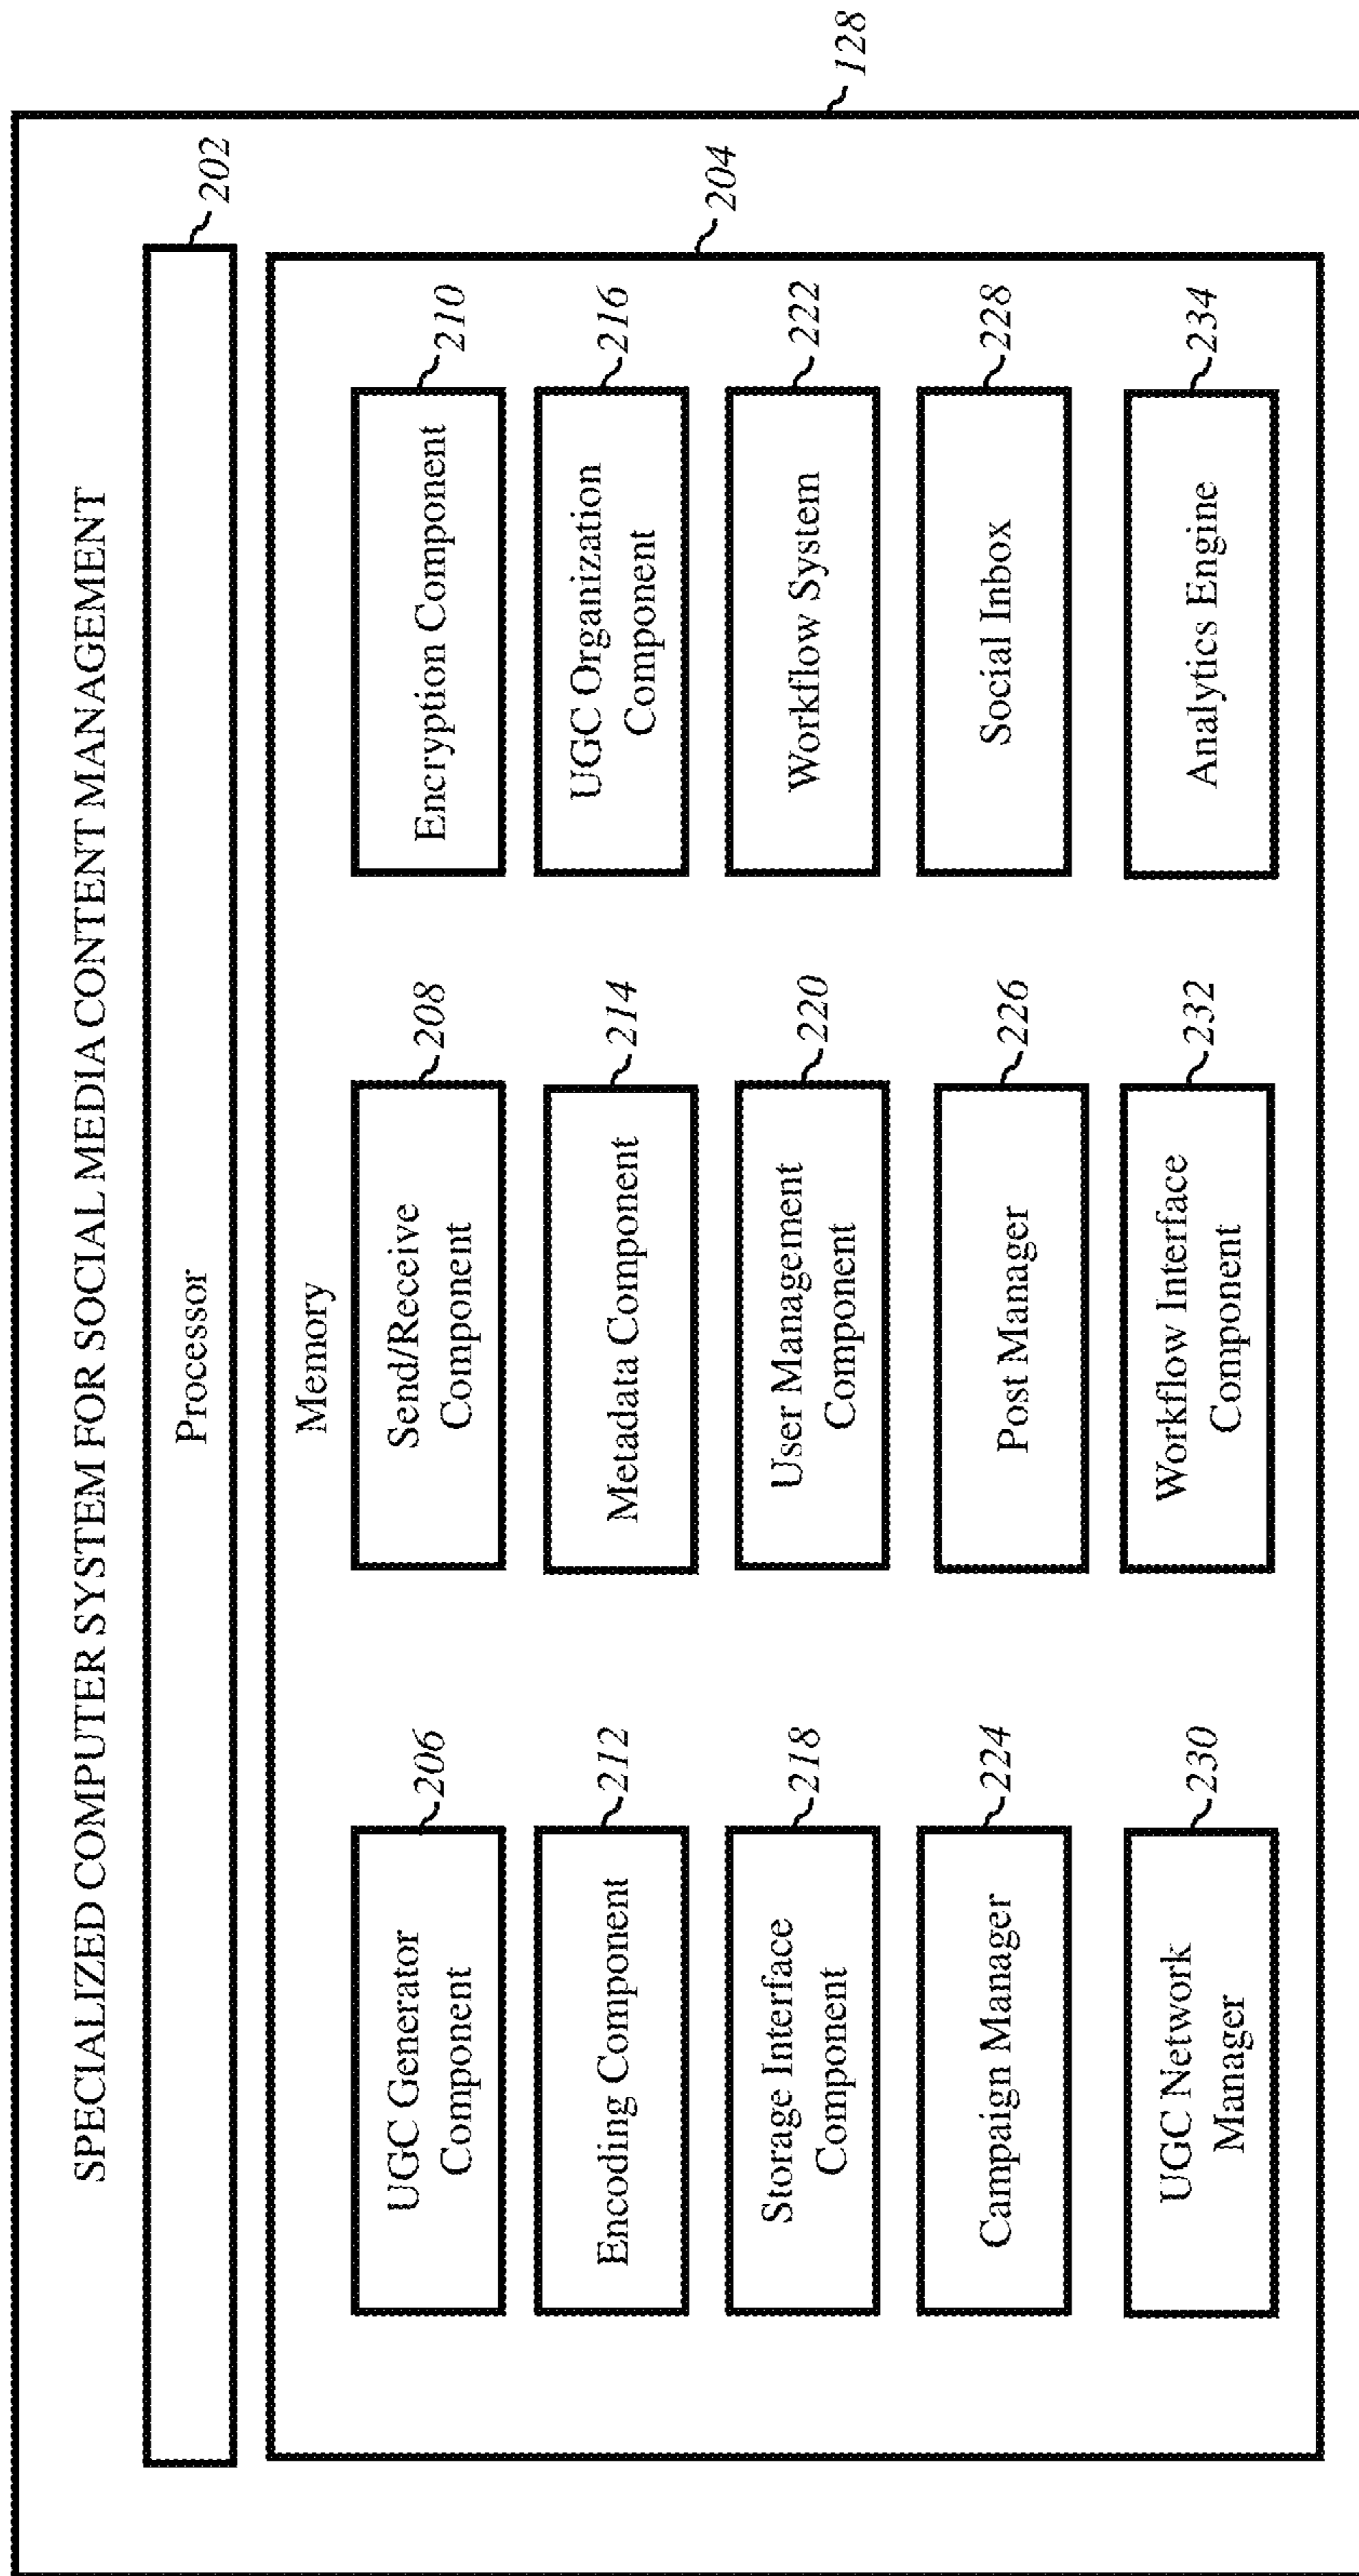 SPECIALIZED COMPUTER SYSTEM FOR SOCIAL MEDIA CONTENT MANAGEMENT
128
Processor
202
Memory
204
UGC Generator
Component
206
Send/Receive
Component
208
Encryption Component
210
Encoding Component
212
Metadata Component
214
UGC Organization
Component
216
Storage Interface
Component
218
User Management
Component
220
Workflow System
222
Campaign Manager
224
Post Manager
226
Social Inbox
228
UGC Network
Manager
230
Workflow Interface
Component
232
Analytics Engine
234